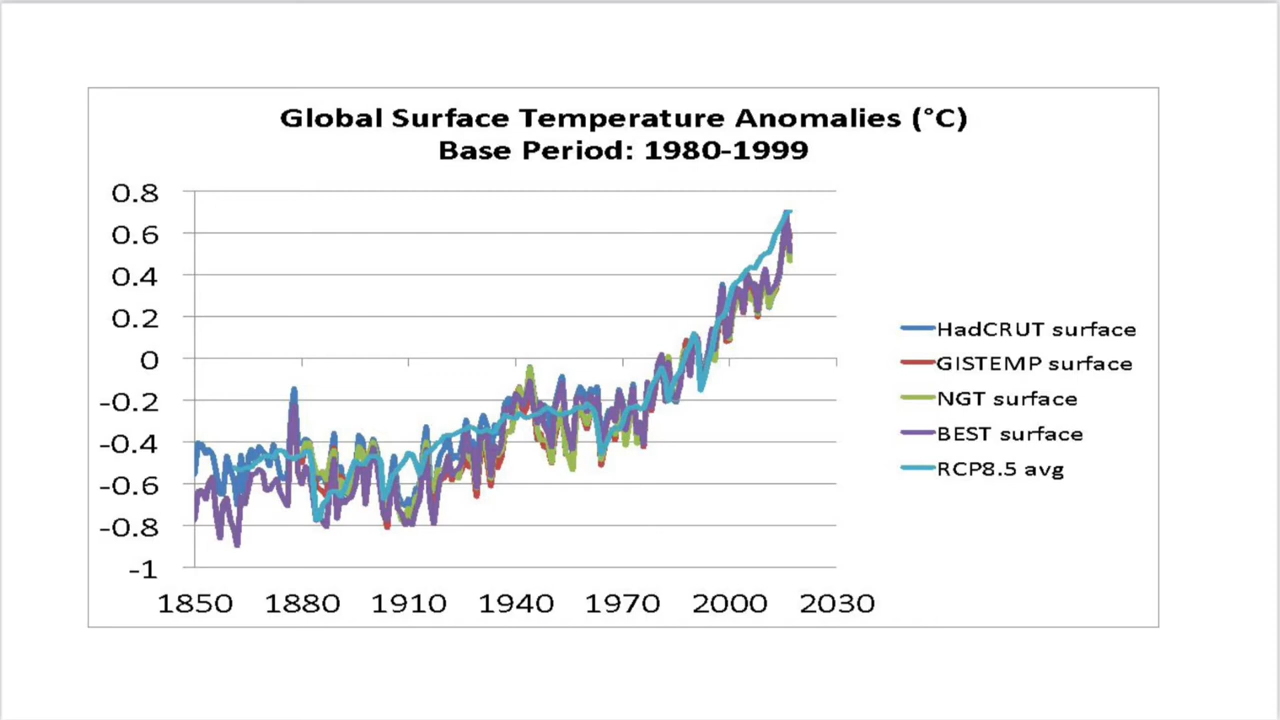 Global Surface Temperature Anomalies (°C)
Base Period: 1980-1999
0.8
0.6
0.4
0.2
0
-0.2
-0.4
-0.6
-0.8
-1
1850 1880 1910 1940 1970 2000 2030
HadCRUT surface
GISTEMP surface
NGT surface
BEST surface
RCP8.5 avg